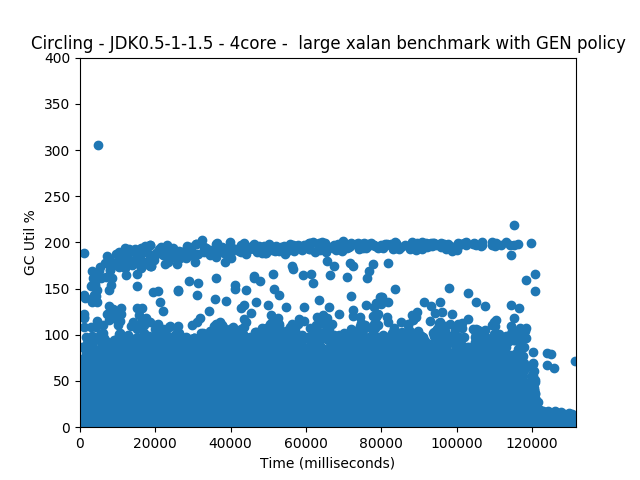 Circling - JDK0.5-1-1.5 - 4core -  large xalan benchmark with GEN policy
400
350
300
250
200
150
100
50
0
GC Util %
0 20000 40000 60000 80000 100000 120000
Time (milliseconds)